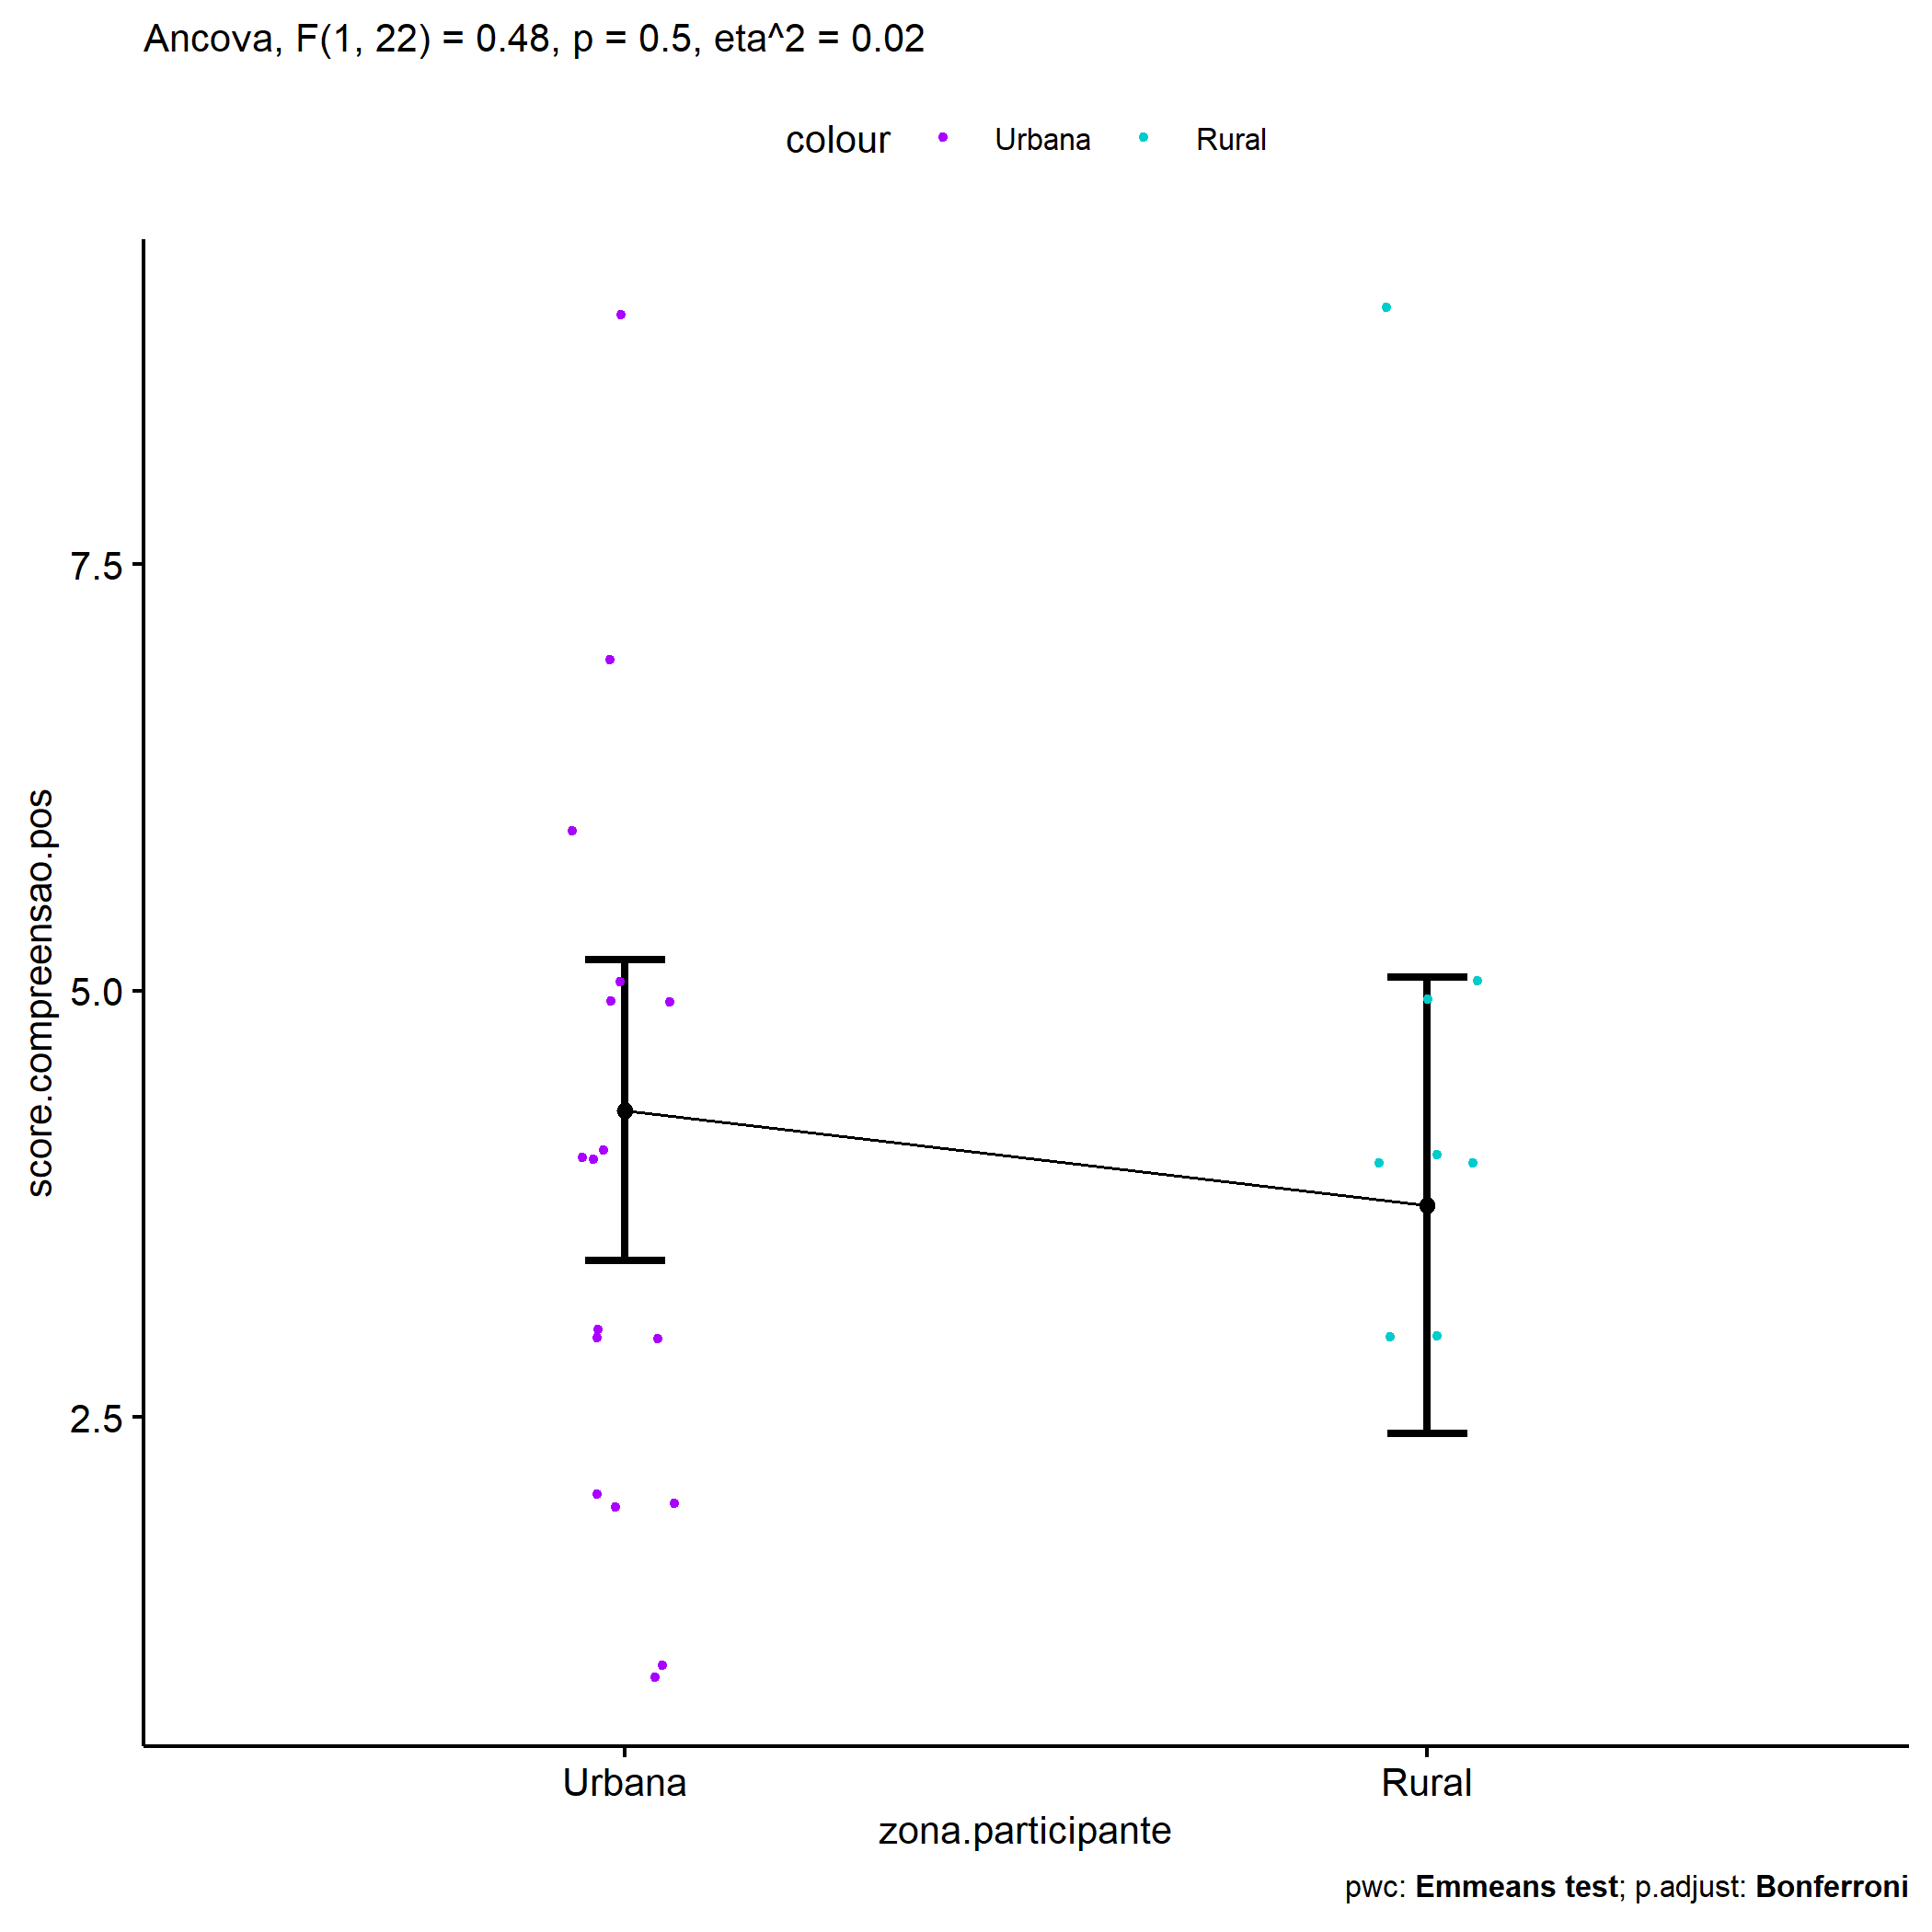 Ancova, F(1, 22) = 0.48, p = 0.5, eta^2 = 0.02
colour Urbana Rural
score.compreensao.pos
7.5
5.0
2.5
Urbana Rural
zona.participante
pwc: Emmeans test; p.adjust: Bonferroni